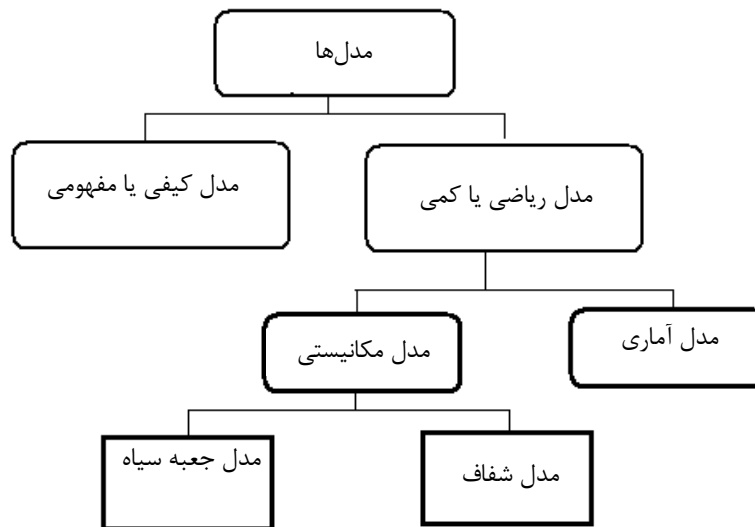 مدل‌ها
مدل ریاضی یا کمی
مدل کیفی یا مفهومی
مدل آماری
مدل مکانیستی
مدل شفاف
مدل جعبه سیاه